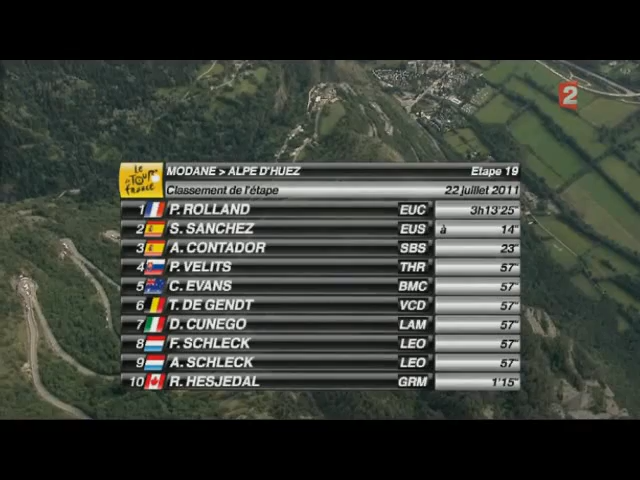 2
LE TOUR de FRANCE
MODANE > ALPE D'HUEZ Etape 19
Classement de l'étape 22 juillet 2011
1 P. ROLLAND EUC 3h13'25"
2 S. SANCHEZ EUS à 14"
3 A. CONTADOR SBS 23"
4 P. VELITS THR 57"
5 C. EVANS BMC 57"
6 T. DE GENDT VCD 57"
7 D. CUNEGO LAM 57"
8 F. SCHLECK LEO 57"
9 A. SCHLECK LEO 57"
10 R. HESJEDAL GRM 1'15"